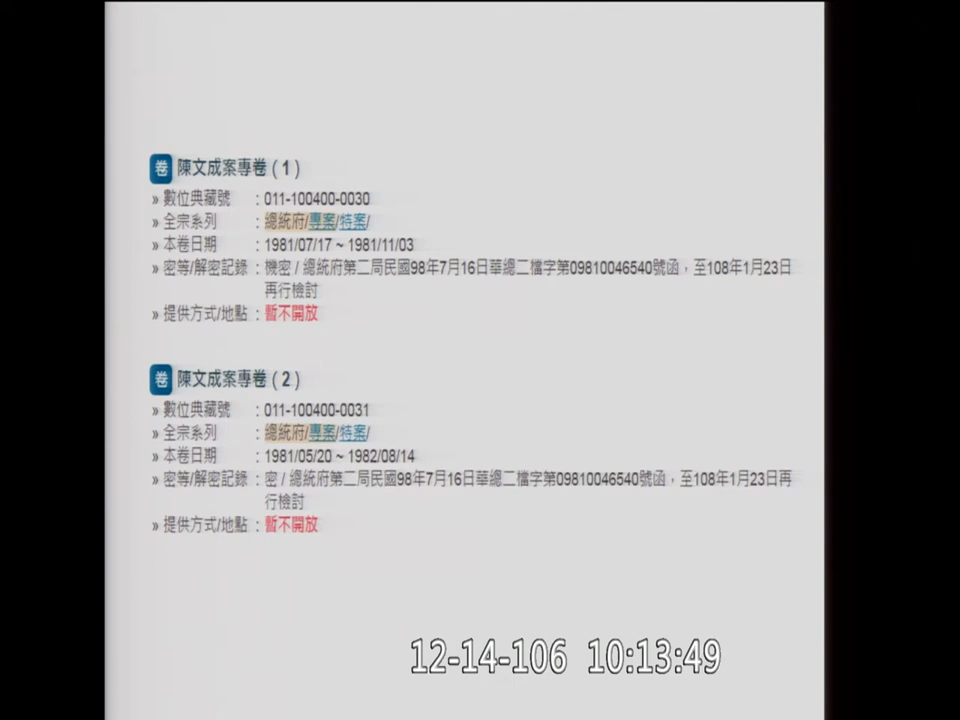 卷 陳文成案專卷 ( 1 )
» 數位典藏號 : 011-100400-0030
» 全宗系列 : 總統府/專案/特案/
» 本卷日期 : 1981/07/17 ~ 1981/11/03
» 密等/解密記錄 : 機密 / 總統府第二局民國98年7月16日華總二檔字第09810046540號函，至108年1月23日
再行檢討
» 提供方式/地點 : 暫不開放
卷 陳文成案專卷 ( 2 )
» 數位典藏號 : 011-100400-0031
» 全宗系列 : 總統府/專案/特案/
» 本卷日期 : 1981/05/20 ~ 1982/08/14
» 密等/解密記錄 : 密 / 總統府第二局民國98年7月16日華總二檔字第09810046540號函，至108年1月23日再
行檢討
» 提供方式/地點 : 暫不開放
12-14-106 10:13:49